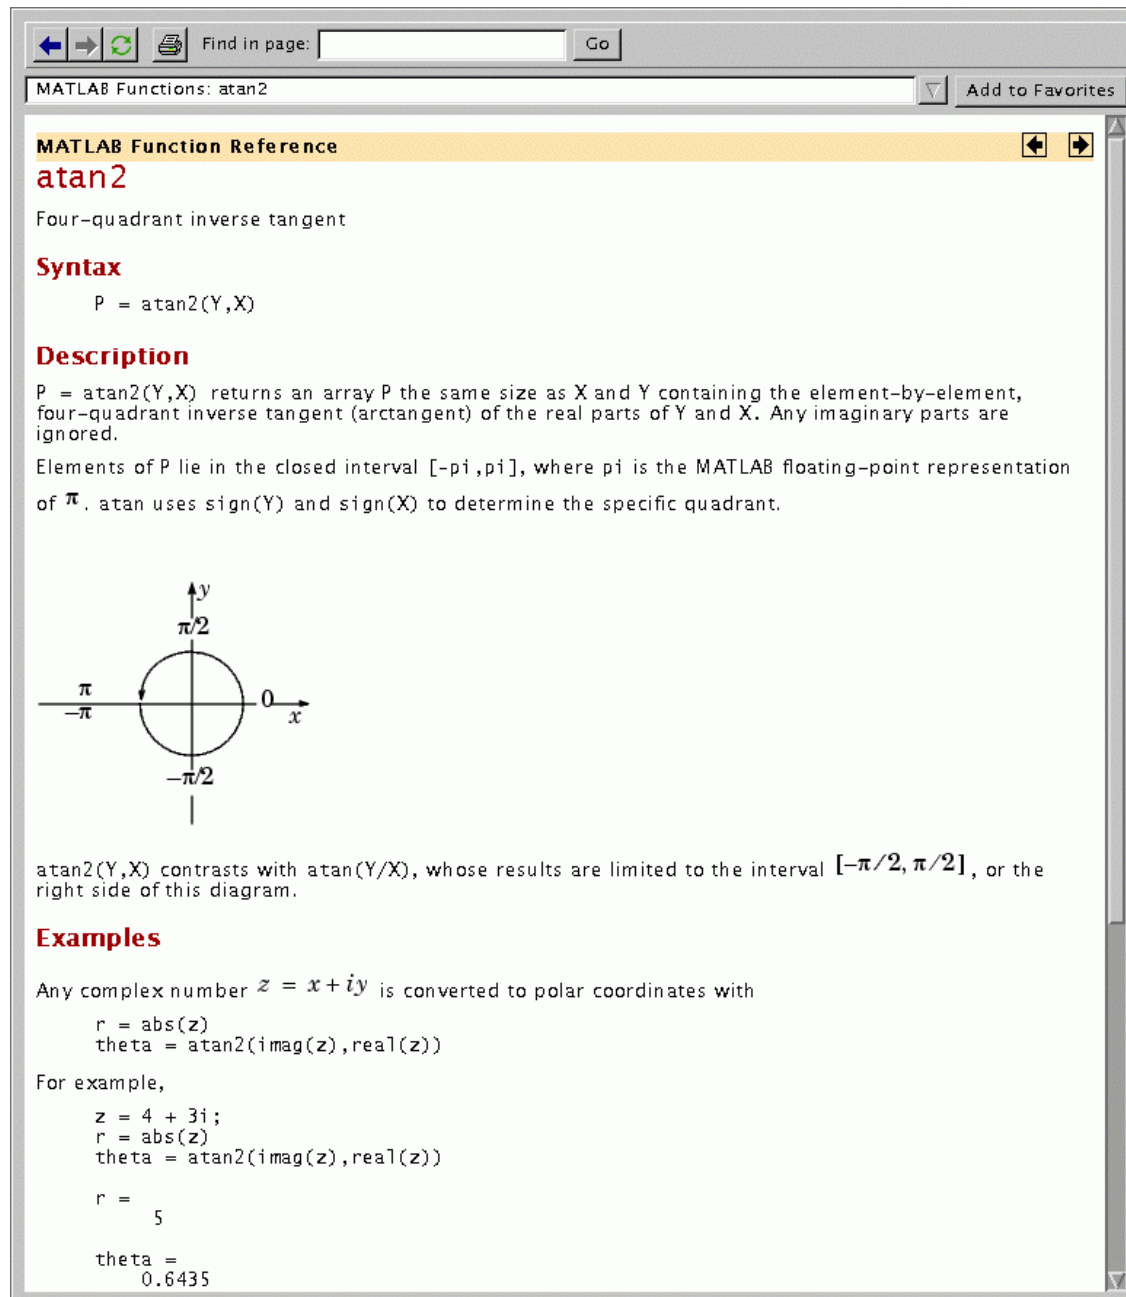 Find in page:
Go
MATLAB Functions: atan2
Add to Favorites
MATLAB Function Reference
atan2
Four-quadrant inverse tangent
Syntax
P = atan2(Y,X)
Description
P = atan2(Y,X) returns an array P the same size as X and Y containing the element-by-element,
four-quadrant inverse tangent (arctangent) of the real parts of Y and X. Any imaginary parts are
ignored.
Elements of P lie in the closed interval [-pi,pi], where pi is the MATLAB floating-point representation
of π. atan uses sign(Y) and sign(X) to determine the specific quadrant.
y
π/2
π
0
−π
x
−π/2
atan2(Y,X) contrasts with atan(Y/X), whose results are limited to the interval [−π/2, π/2], or the
right side of this diagram.
Examples
Any complex number z = x + iy is converted to polar coordinates with
r = abs(z)
theta = atan2(imag(z),real(z))
For example,
z = 4 + 3i;
r = abs(z)
theta = atan2(imag(z),real(z))
r =
5
theta =
0.6435